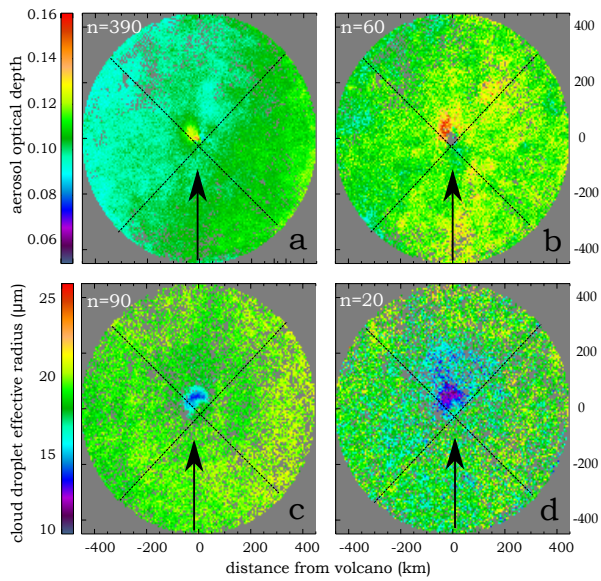 aerosol optical depth
0.16
0.14
0.12
0.10
0.08
0.06
n=390
a
n=60
b
400
200
0
-200
-400
cloud droplet effective radius (µm)
25
20
15
10
n=90
c
n=20
d
400
200
0
-200
-400
-400 -200 0 200 400
-400 -200 0 200 400
distance from volcano (km)